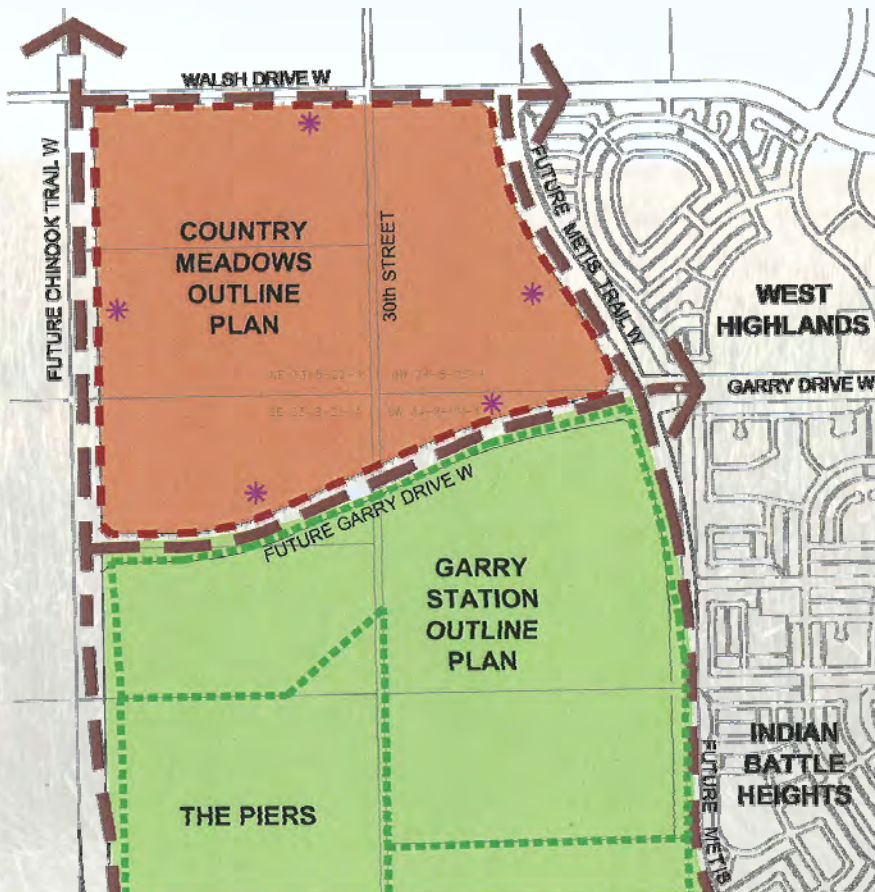 WALSH DRIVE W
FUTURE CHINOOK TRAIL W
COUNTRY
MEADOWS
OUTLINE
PLAN
30th STREET
FUTURE METIS TRAIL W
WEST
HIGHLANDS
GARRY DRIVE W
FUTURE GARRY DRIVE W
GARRY
STATION
OUTLINE
PLAN
THE PIERS
INDIAN
BATTLE
HEIGHTS
FUTURE METIS